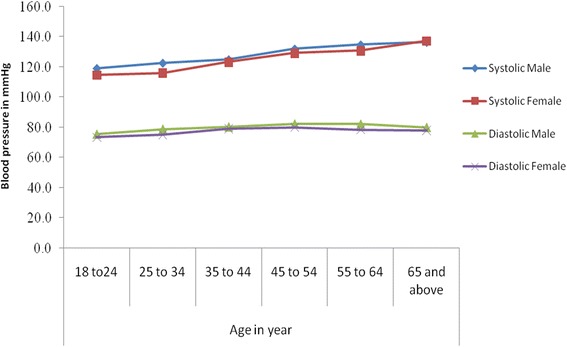 Blood pressure in mmHg
160.0
140.0
120.0
100.0
80.0
60.0
40.0
20.0
0.0
18 to24
25 to 34
35 to 44
45 to 54
55 to 64
65 and
above
Age in year
Systolic Male
Systolic Female
Diastolic Male
Diastolic Female